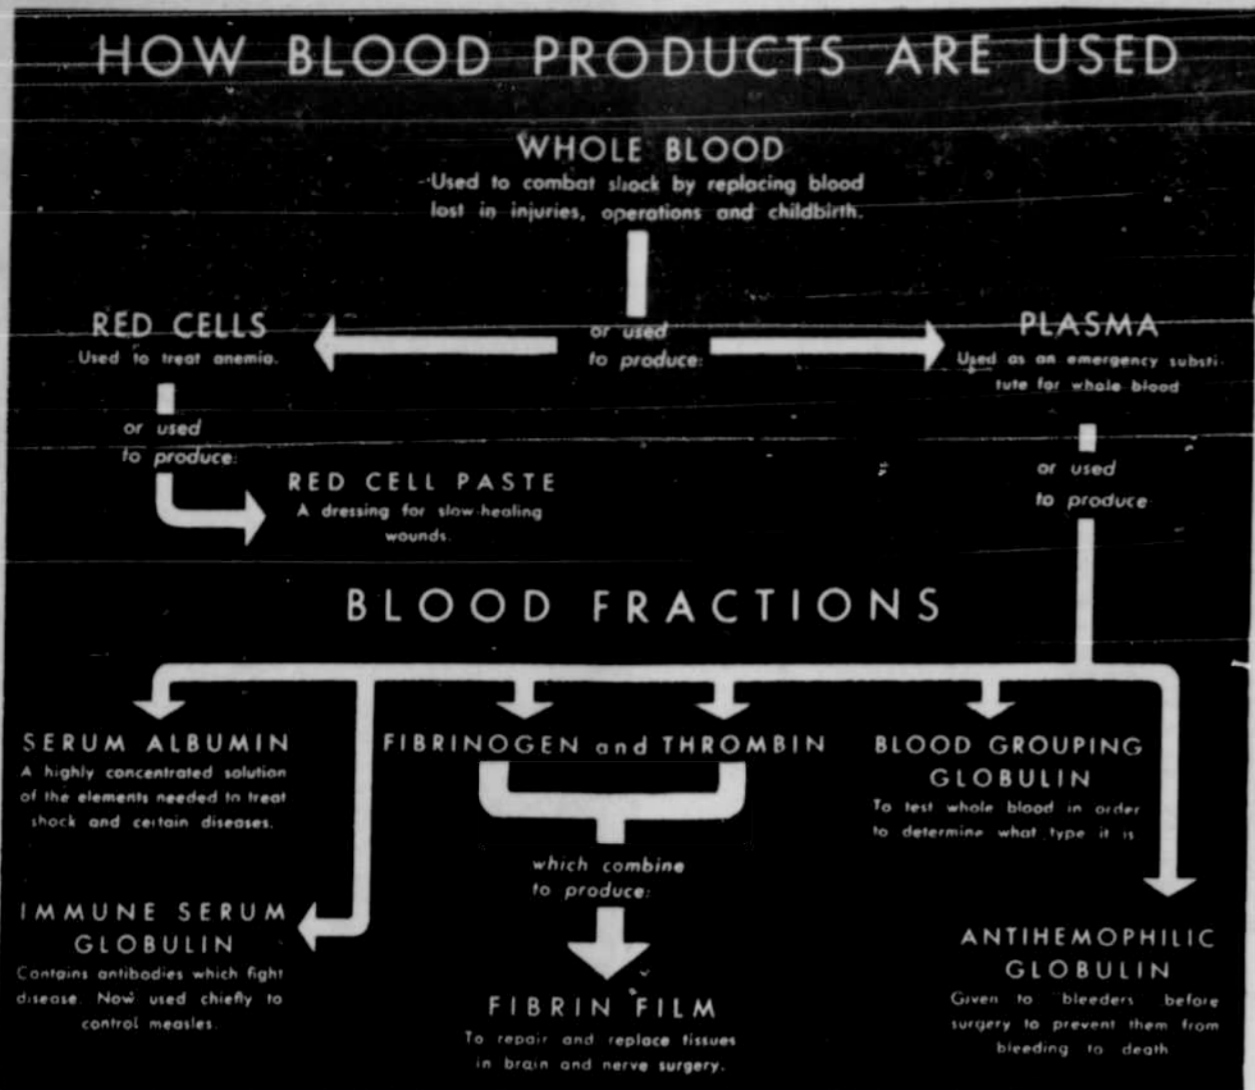 HOW BLOOD PRODUCTS ARE USED
WHOLE BLOOD
Used to combat shock by replacing blood
lost in injuries, operations and childbirth.
or used
to produce:
RED CELLS
Used to treat anemia.
or used
to produce:
RED CELL PASTE
A dressing for slow-healing
wounds.
PLASMA
Used as an emergency substi-
tute for whole blood
or used
to produce
BLOOD FRACTIONS
SERUM ALBUMIN
A highly concentrated solution
of the elements needed to treat
shock and certain diseases.
IMMUNE SERUM
GLOBULIN
Contains antibodies which fight
disease. Now used chiefly to
control measles.
FIBRINOGEN and THROMBIN
which combine
to produce:
FIBRIN FILM
To repair and replace tissues
in brain and nerve surgery.
BLOOD GROUPING
GLOBULIN
To test whole blood in order
to determine what type it is
ANTIHEMOPHILIC
GLOBULIN
Given to "bleeders" before
surgery to prevent them from
bleeding to death